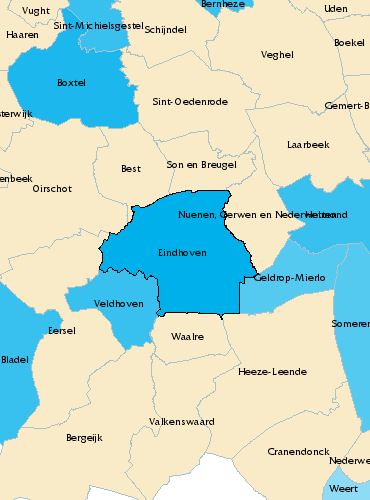 Vught
Bernheze
Uden
Sint-Michielsgestel
Schijndel
Haaren
Boekel
Veghel
Boxtel
Sint-Oedenrode
Gemert-B
sterwijk
Laarbeek
Son en Breugel
Best
enbeek
Oirschot
Nuenen, Gerwen en Nederwetten
Helmond
Eindhoven
Geldrop-Mierlo
Veldhoven
Someren
Eersel
Waalre
Bladel
Heeze-Leende
Valkenswaard
Bergeijk
Cranendonck
Nederwe
Weert